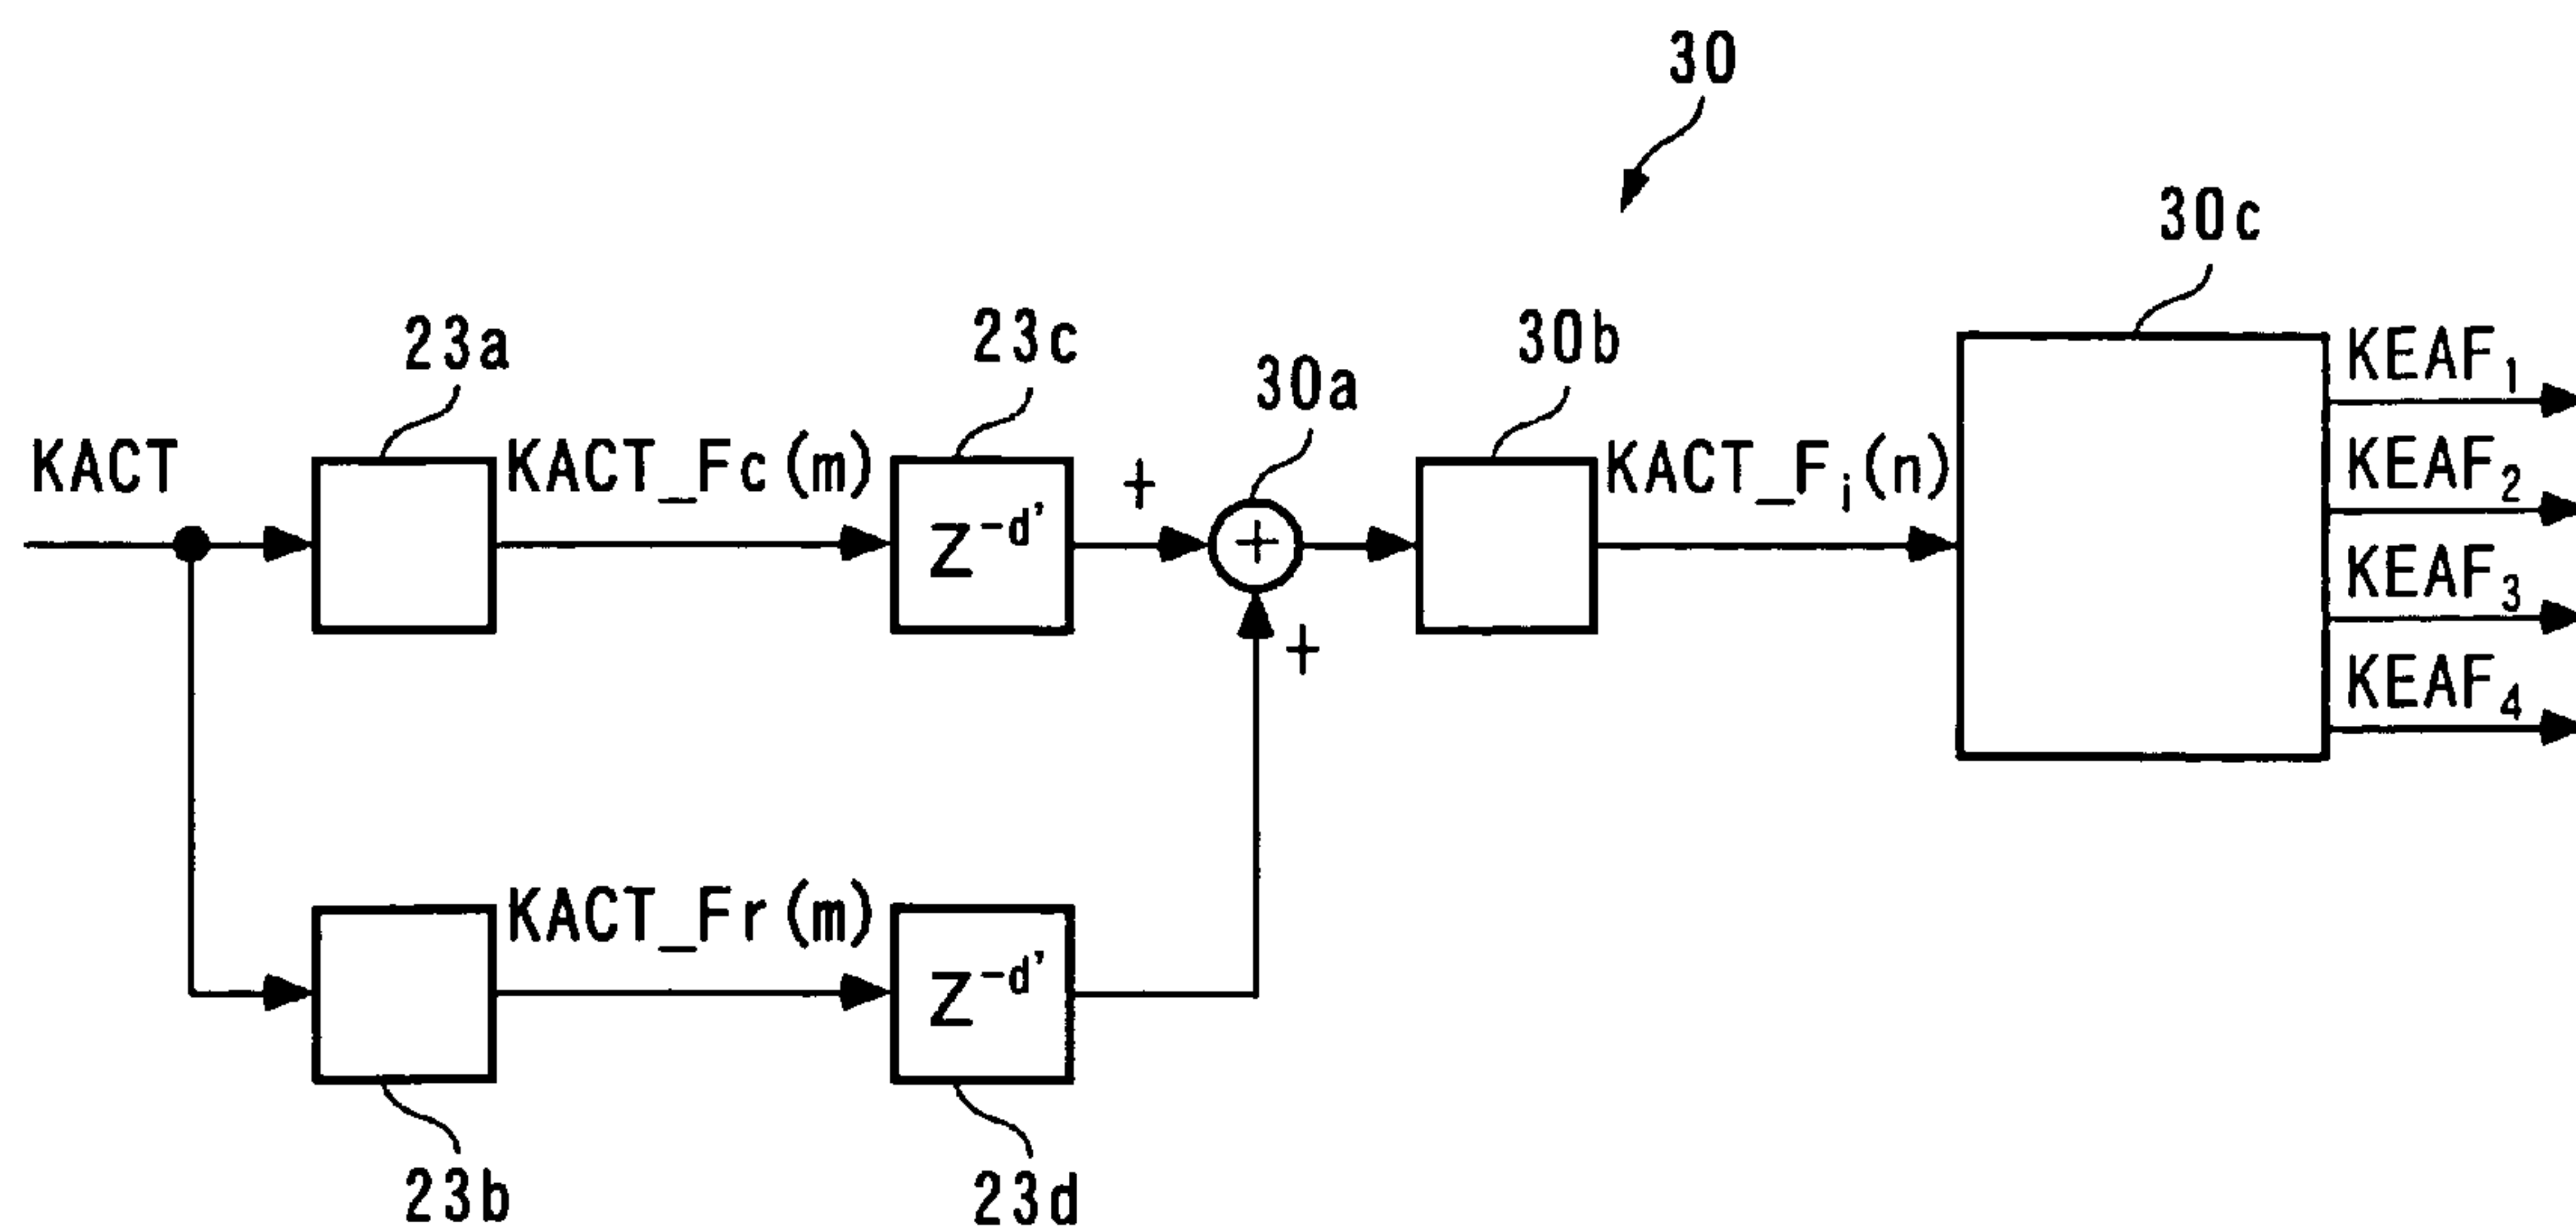 30
30c
23a
23c
30a
30b
KEAF₁
KACT
KACT_Fc(m)
Z⁻ᵈ'
+
+
KACT_Fᵢ(n)
KEAF₂
KEAF₃
+
KEAF₄
KACT_Fr(m)
Z⁻ᵈ'
23b
23d